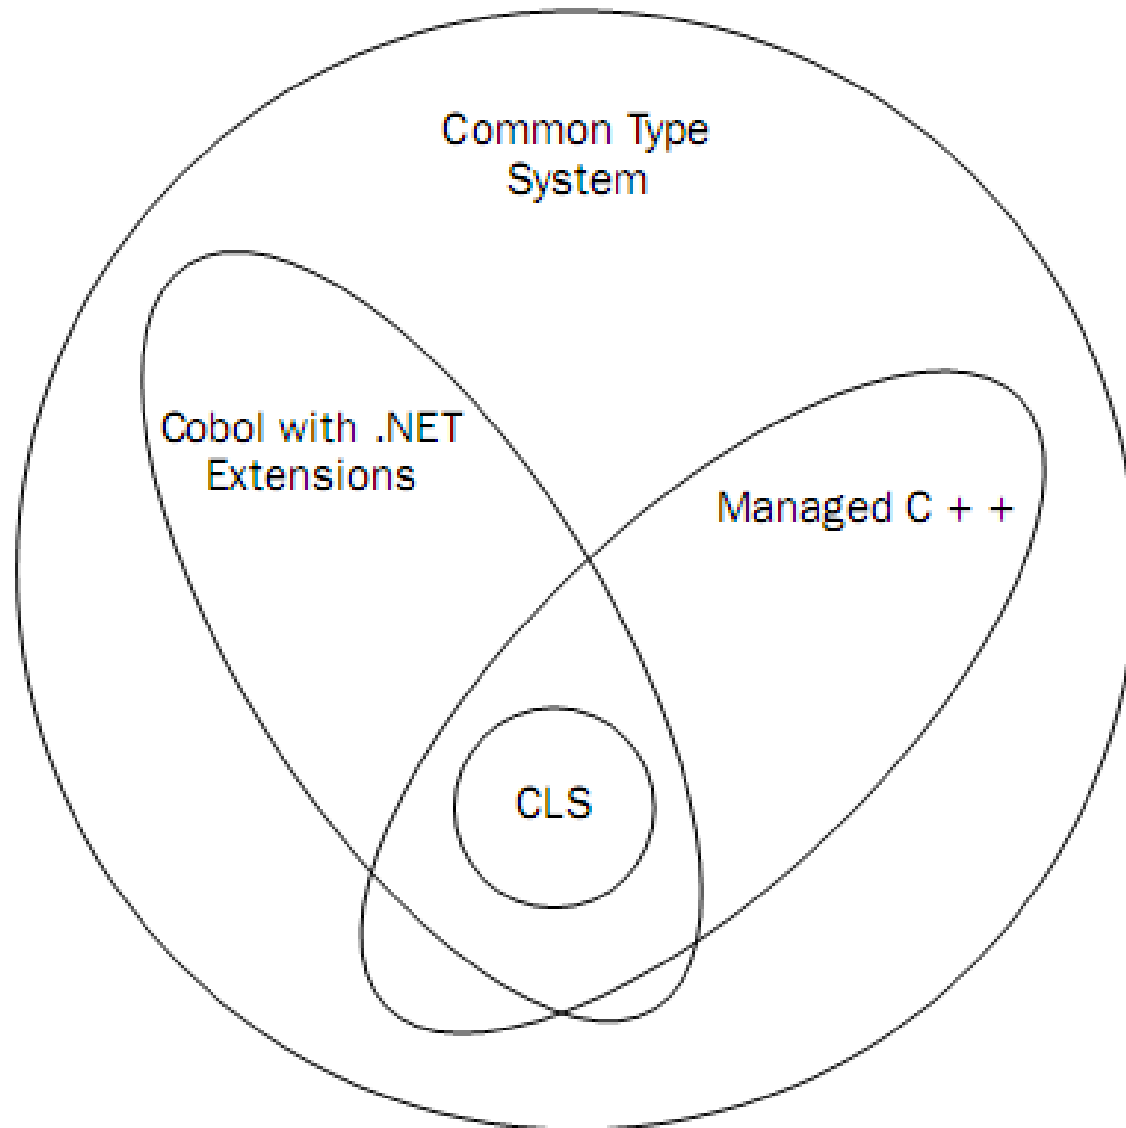 Common Type
System
Cobol with .NET
Extensions
Managed C + +
CLS